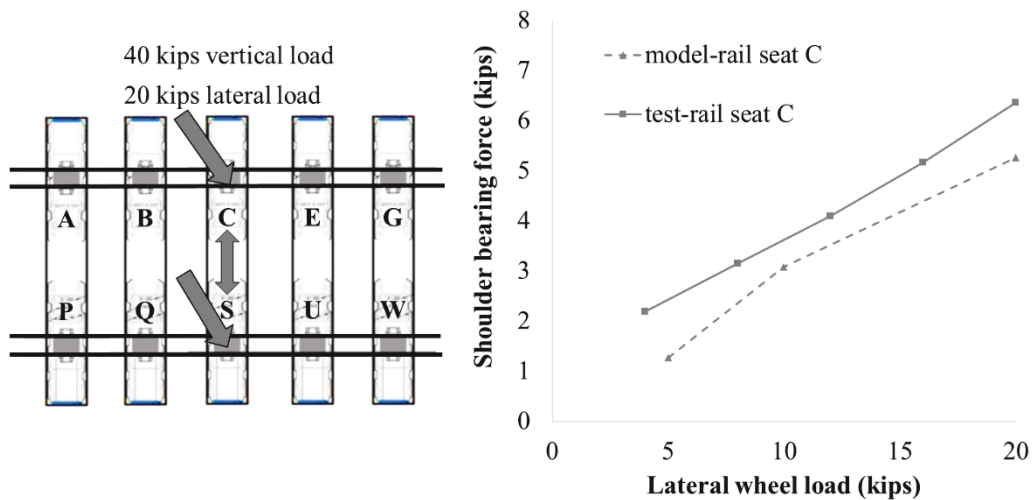 40 kips vertical load
20 kips lateral load
A B C E G
P Q S U W
Shoulder bearing force (kips)
8
7
6
5
4
3
2
1
0
model-rail seat C
test-rail seat C
0 5 10 15 20
Lateral wheel load (kips)